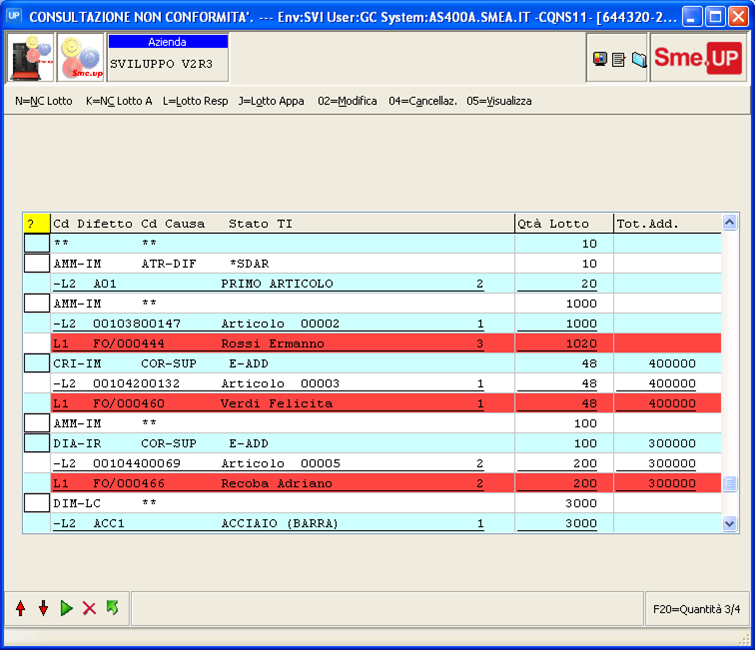 UP CONSULTAZIONE NON CONFORMITA'. --- Env:SVI User:GC System:AS400A.SMEA.IT -CQNS11- [644320-2...
Sme.up
Azienda
SVILUPPO V2R3
Sme.UP
N=NC Lotto K=NC Lotto A L=Lotto Resp J=Lotto Appa 02=Modifica 04=Cancellaz. 05=Visualizza
? Cd Difetto Cd Causa Stato TI Qtà Lotto Tot.Add.
** ** 10
AMM-IM ATR-DIF *SDAR 10
-L2 A01 PRIMO ARTICOLO 2 20
AMM-IM ** 1000
-L2 00103800147 Articolo 00002 1 1000
L1 FO/000444 Rossi Ermanno 3 1020
CRI-IM COR-SUP E-ADD 48 400000
-L2 00104200132 Articolo 00003 1 48 400000
L1 FO/000460 Verdi Felicita 1 48 400000
AMM-IM ** 100
DIA-IR COR-SUP E-ADD 100 300000
-L2 00104400069 Articolo 00005 2 200 300000
L1 FO/000466 Recoba Adriano 2 200 300000
DIM-LC ** 3000
-L2 ACC1 ACCIAIO (BARRA) 1 3000
F20=Quantità 3/4